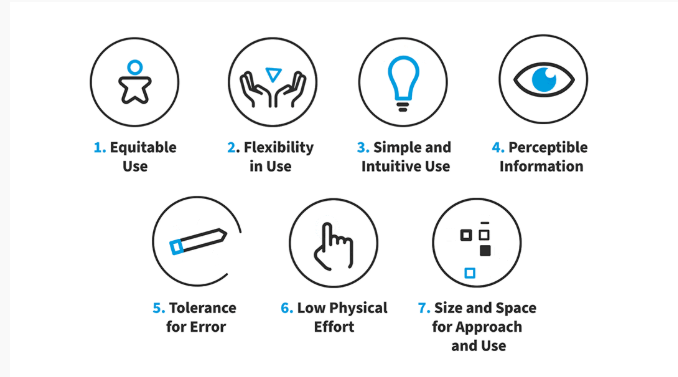 1. Equitable
Use
2. Flexibility
in Use
3. Simple and
Intuitive Use
4. Perceptible
Information
5. Tolerance
for Error
6. Low Physical
Effort
7. Size and Space
for Approach
and Use